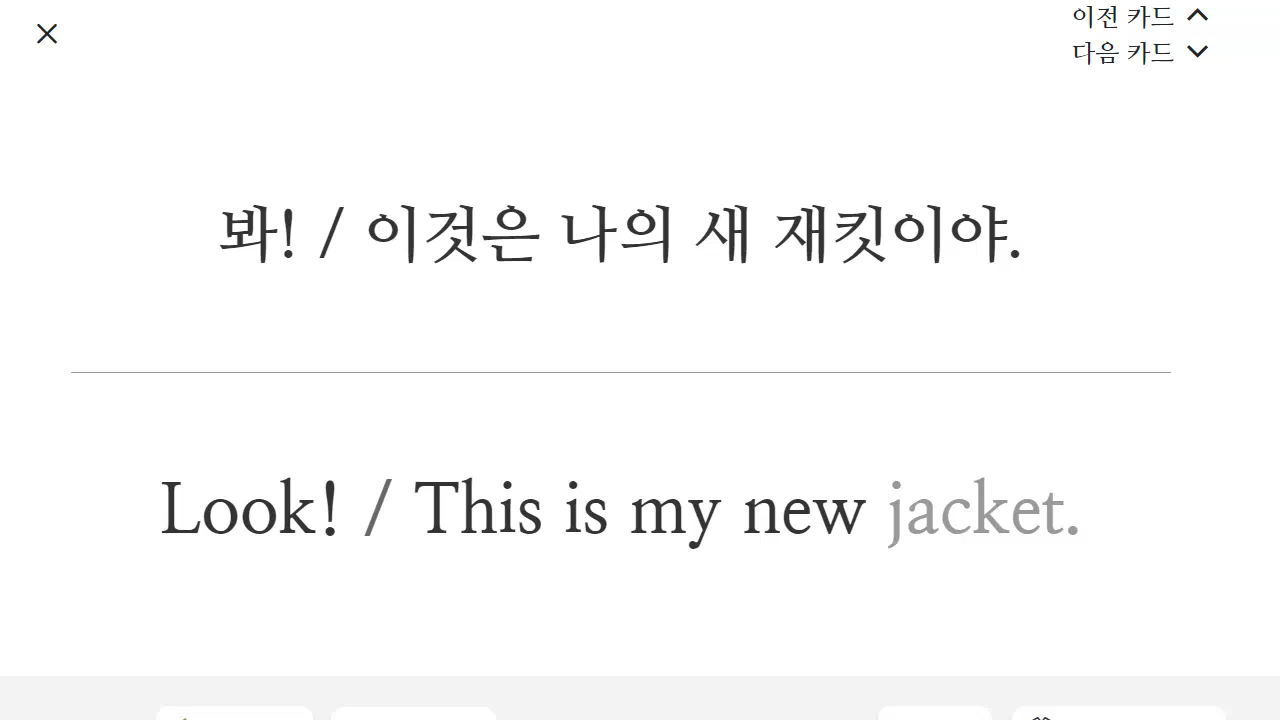 이전 카드
다음 카드
봐! / 이것은 나의 새 재킷이야.
Look! / This is my new jacket.